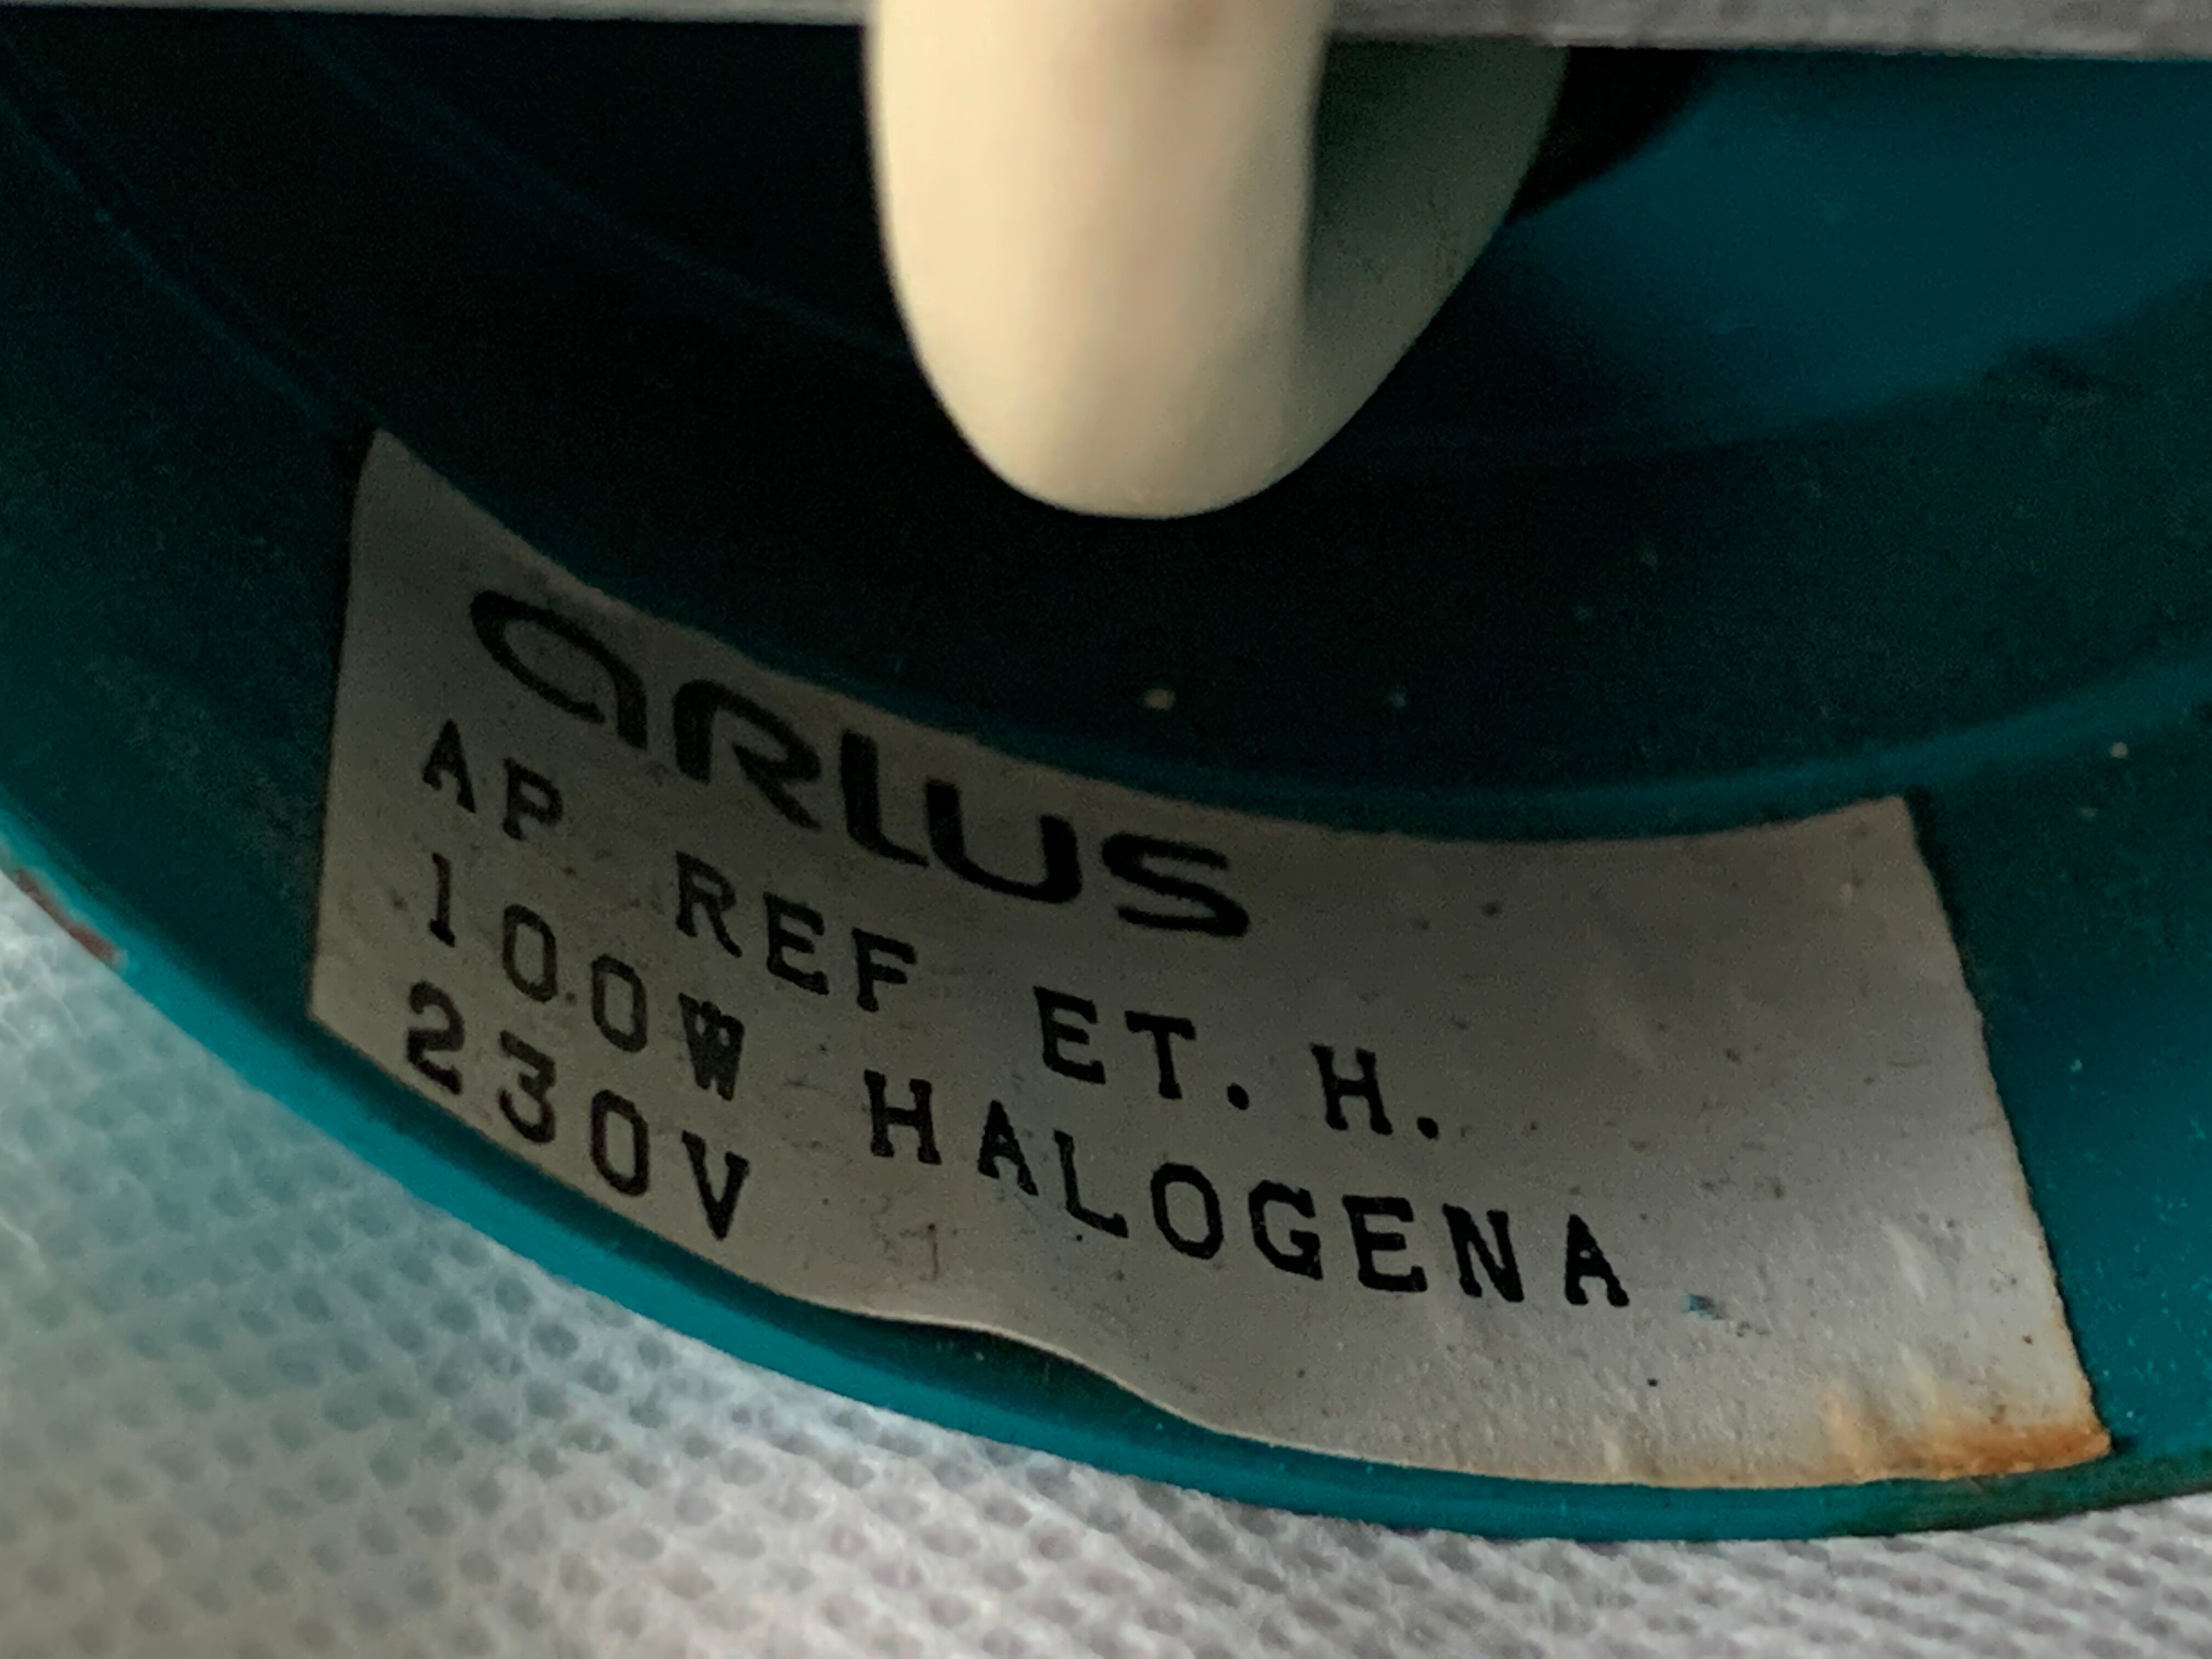 ARLUS
AP REF ET. H.
100W HALOGENA
230V